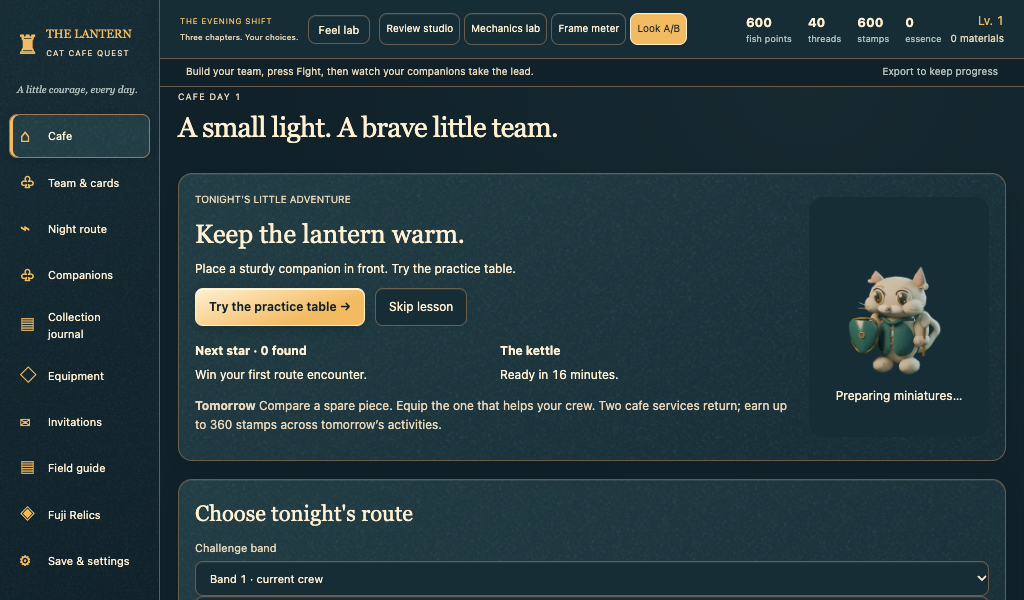 THE LANTERN
CAT CAFE QUEST
A little courage, every day.
Cafe
Team & cards
Night route
Companions
Collection
journal
Equipment
Invitations
Field guide
Fuji Relics
Save & settings
THE EVENING SHIFT
Three chapters. Your choices.
Feel lab
Review studio
Mechanics lab
Frame meter
Look A/B
600
fish points
40
threads
600
stamps
0
essence
Lv. 1
0 materials
Build your team, press Fight, then watch your companions take the lead.
Export to keep progress
CAFE DAY 1
A small light. A brave little team.
TONIGHT'S LITTLE ADVENTURE
Keep the lantern warm.
Place a sturdy companion in front. Try the practice table.
Try the practice table →
Skip lesson
Next star · 0 found
Win your first route encounter.
The kettle
Ready in 16 minutes.
Tomorrow Compare a spare piece. Equip the one that helps your crew. Two cafe services return; earn up
to 360 stamps across tomorrow's activities.
Preparing miniatures…
Choose tonight's route
Challenge band
Band 1 · current crew